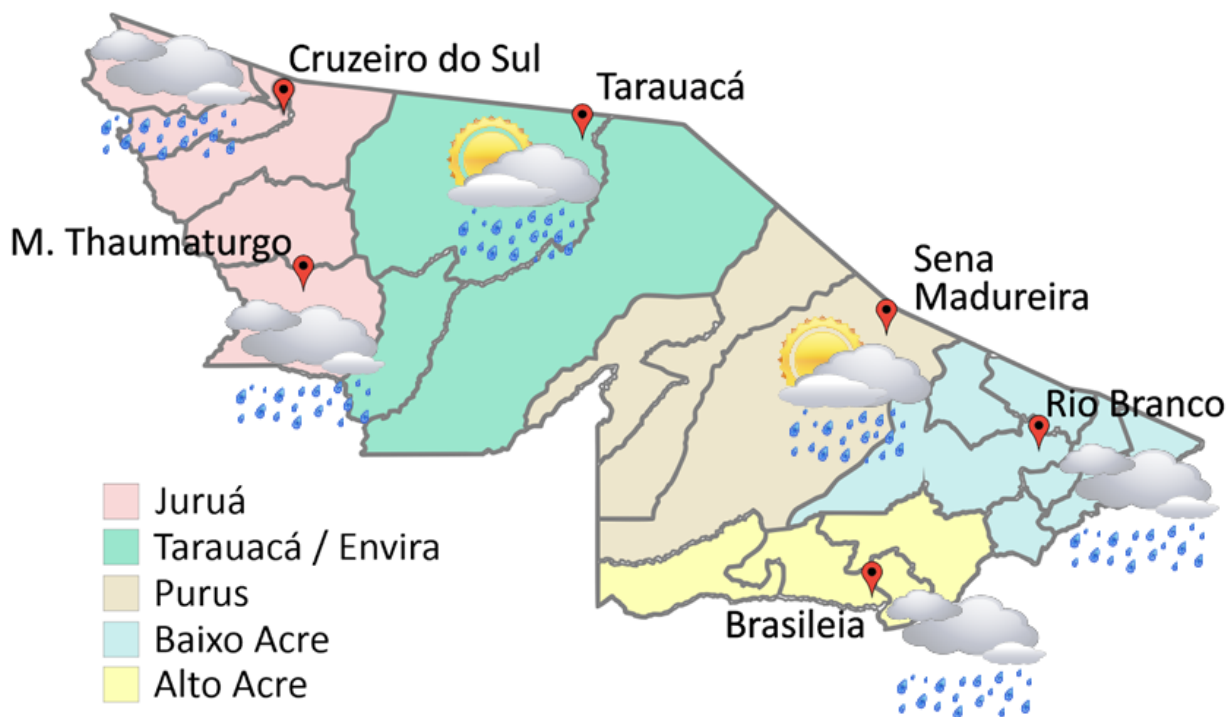 Cruzeiro do Sul
Tarauacá
M. Thaumaturgo
Sena
Madureira
Rio Branco
Brasileia
Juruá
Tarauacá / Envira
Purus
Baixo Acre
Alto Acre